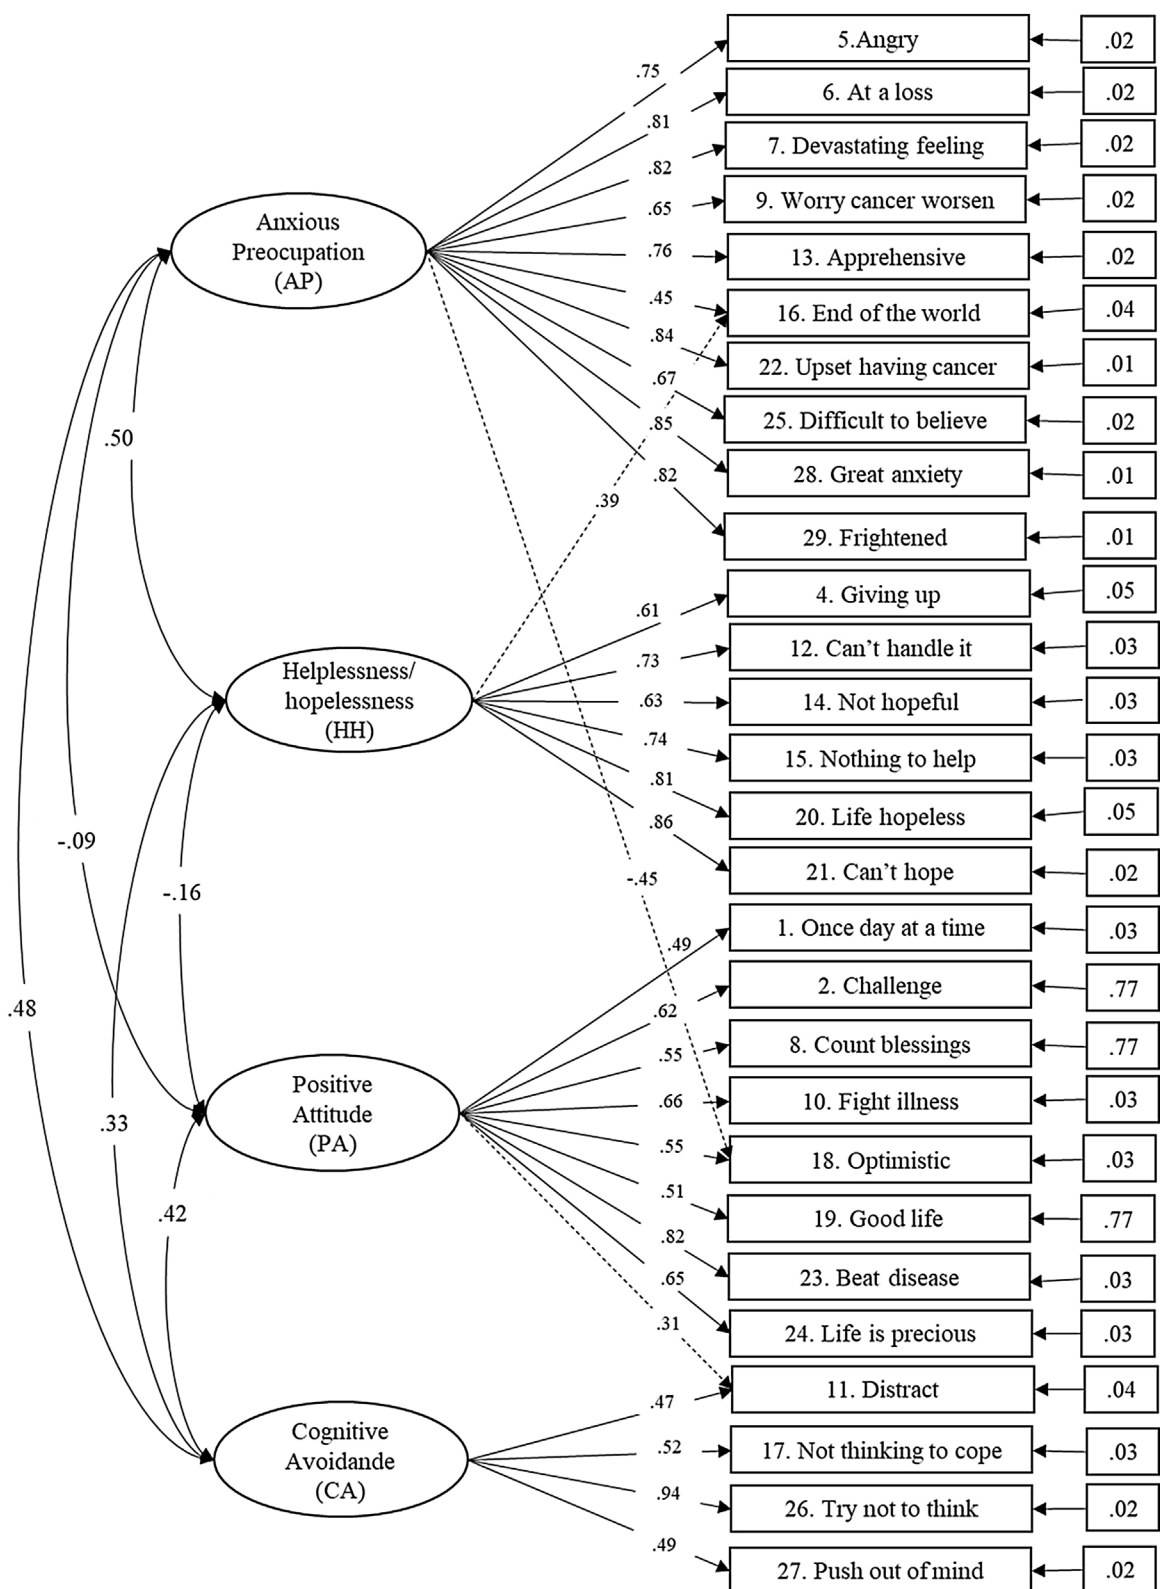 5.Angry
.02
.75
6. At a loss
.02
.81
7. Devastating feeling
.02
.82
9. Worry cancer worsen
.02
.65
Anxious
Preocupation
(AP)
13. Apprehensive
.02
.76
16. End of the world
.04
.45
22. Upset having cancer
.01
.84
25. Difficult to believe
.02
.67
28. Great anxiety
.01
.85
29. Frightened
.01
.82
.50
.39
4. Giving up
.05
.61
12. Can’t handle it
.03
.73
Helplessness/
hopelessness
(HH)
14. Not hopeful
.03
.63
15. Nothing to help
.03
.74
20. Life hopeless
.05
.81
21. Can’t hope
.02
.86
-.09
-.16
-.45
1. Once day at a time
.03
.49
2. Challenge
.77
.62
8. Count blessings
.77
.55
.48
Positive
Attitude
(PA)
10. Fight illness
.03
.66
18. Optimistic
.03
.55
19. Good life
.77
.51
23. Beat disease
.03
.82
24. Life is precious
.03
.65
.33
.42
.31
11. Distract
.04
.47
Cognitive
Avoidande
(CA)
17. Not thinking to cope
.03
.52
26. Try not to think
.02
.94
27. Push out of mind
.02
.49